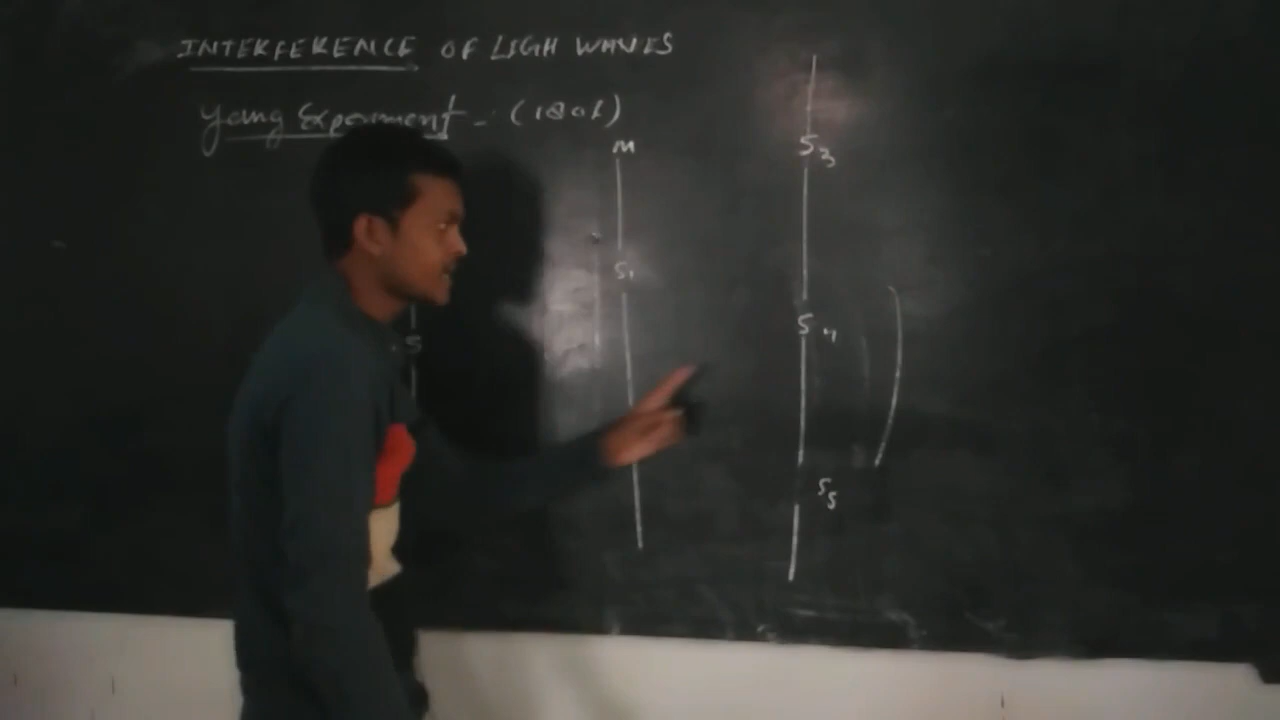 INTERFERENCE OF LIGH WAVES
Young Experiment - (1801)
M
S3
S1
S4
S
S5